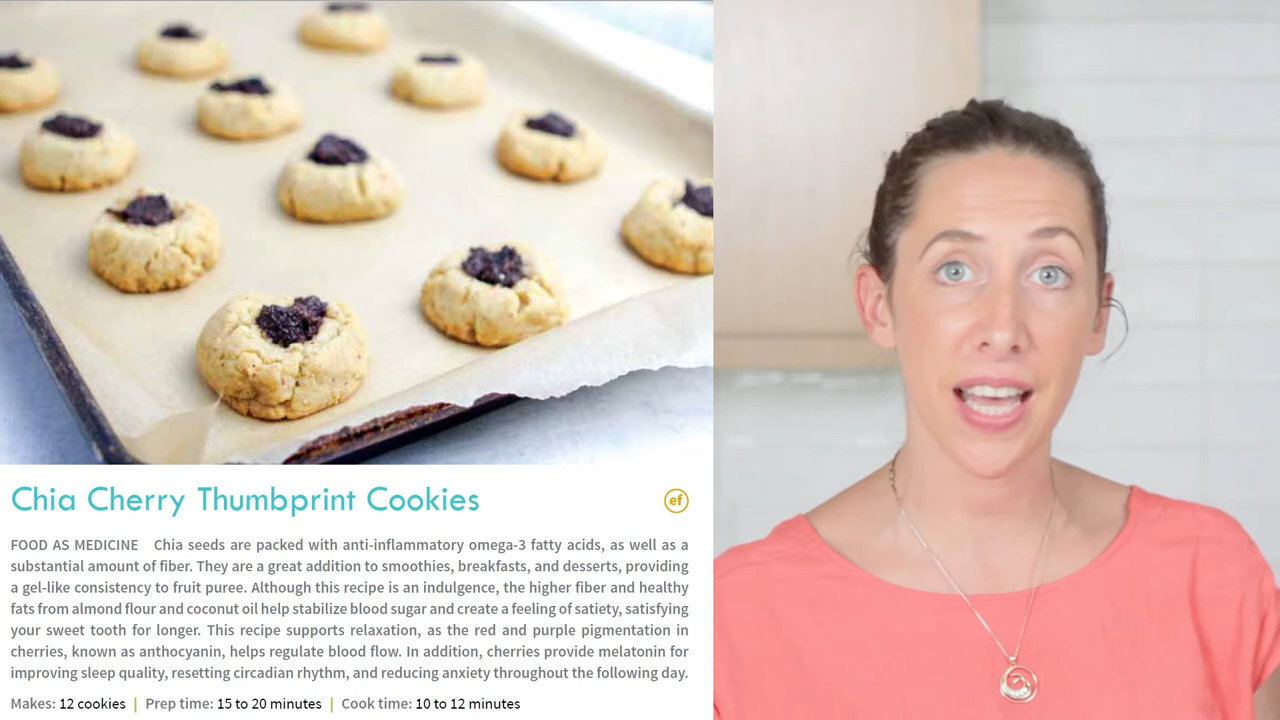 Chia Cherry Thumbprint Cookies
ef
FOOD AS MEDICINE Chia seeds are packed with anti-inflammatory omega-3 fatty acids, as well as a
substantial amount of fiber. They are a great addition to smoothies, breakfasts, and desserts, providing
a gel-like consistency to fruit puree. Although this recipe is an indulgence, the higher fiber and healthy
fats from almond flour and coconut oil help stabilize blood sugar and create a feeling of satiety, satisfying
your sweet tooth for longer. This recipe supports relaxation, as the red and purple pigmentation in
cherries, known as anthocyanin, helps regulate blood flow. In addition, cherries provide melatonin for
improving sleep quality, resetting circadian rhythm, and reducing anxiety throughout the following day.
Makes: 12 cookies | Prep time: 15 to 20 minutes | Cook time: 10 to 12 minutes